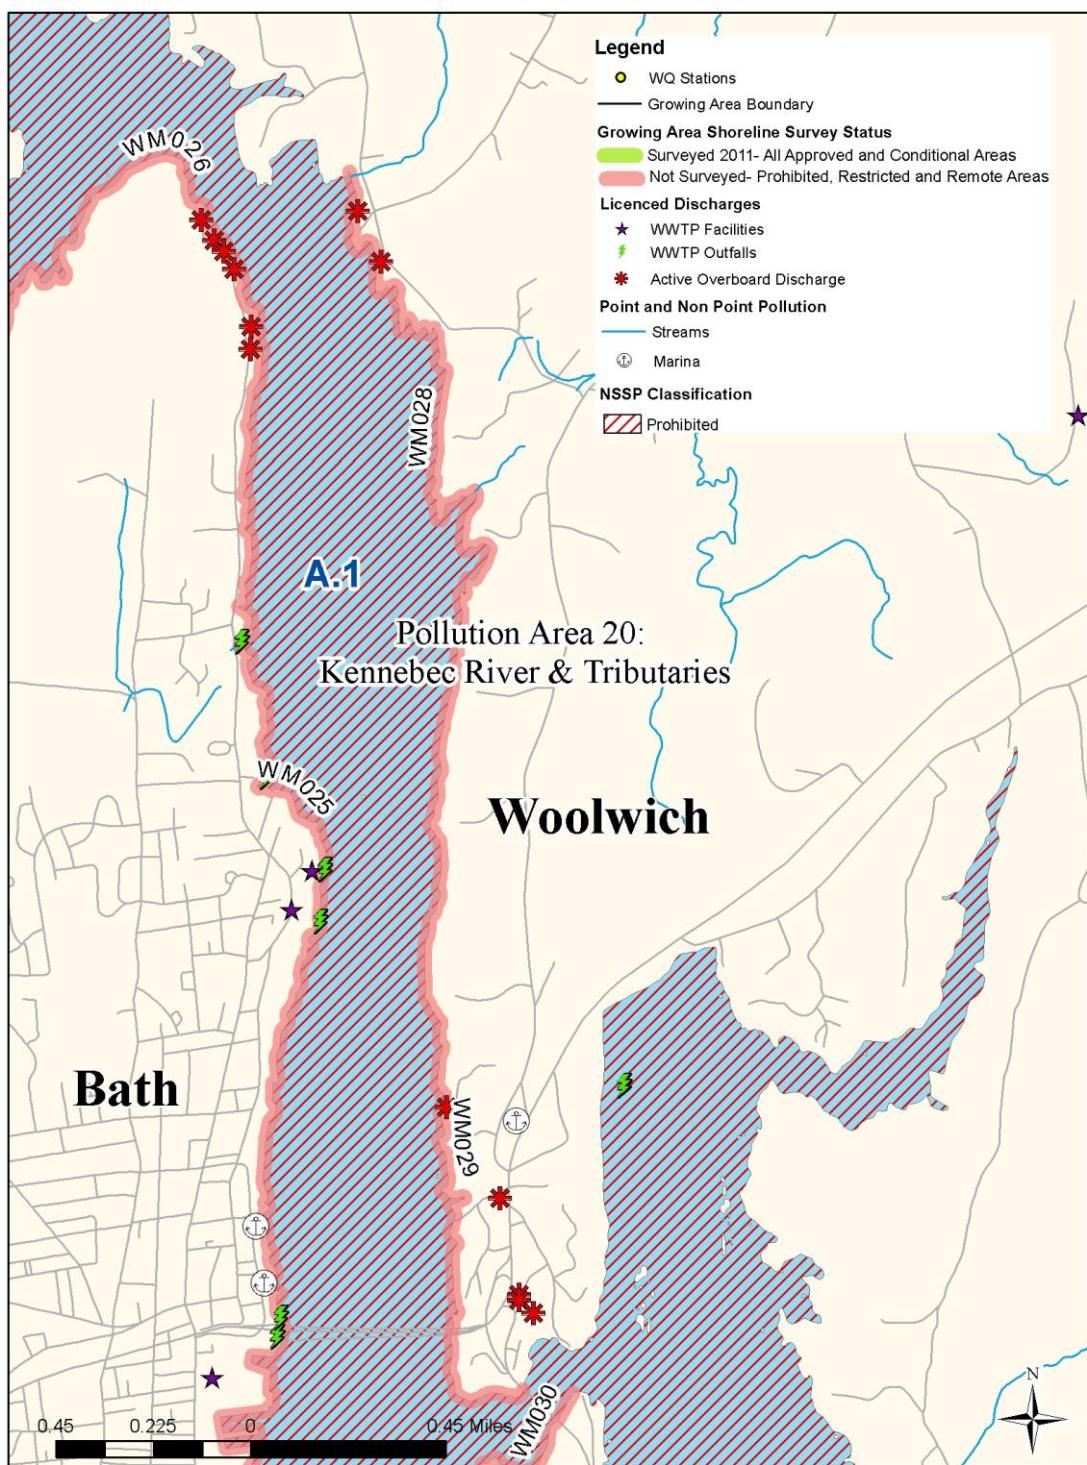 Legend
WQ Stations
Growing Area Boundary
Growing Area Shoreline Survey Status
Surveyed 2011- All Approved and Conditional Areas
Not Surveyed- Prohibited, Restricted and Remote Areas
Licenced Discharges
WWTP Facilities
WWTP Outfalls
Active Overboard Discharge
Point and Non Point Pollution
Streams
Marina
NSSP Classification
Prohibited
WM026
WM028
A.1
Pollution Area 20:
Kennebec River & Tributaries
WM025
Woolwich
Bath
WM029
WM030
N
0.45 0.225 0 0.45 Miles